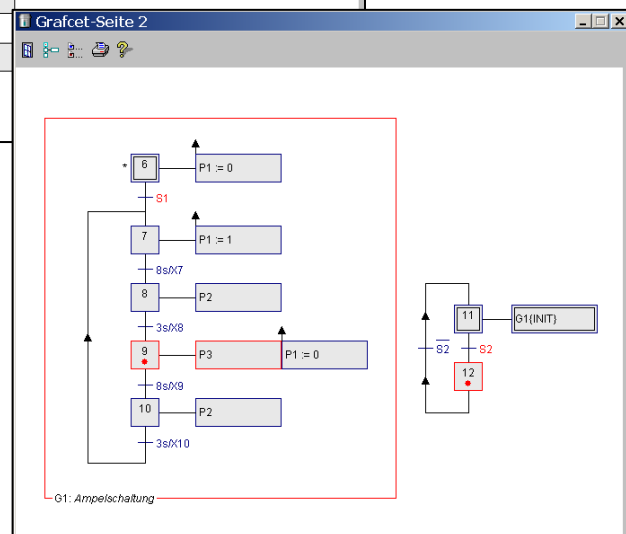 Grafcet-Seite 2
* 6 P1 := 0
S1
7 P1 := 1
8s/X7
8 P2
3s/X8
9 P3 P1 := 0
8s/X9
10 P2
3s/X10
G1: Ampelschaltung
11 G1{INIT}
S̅2̅ S2
12